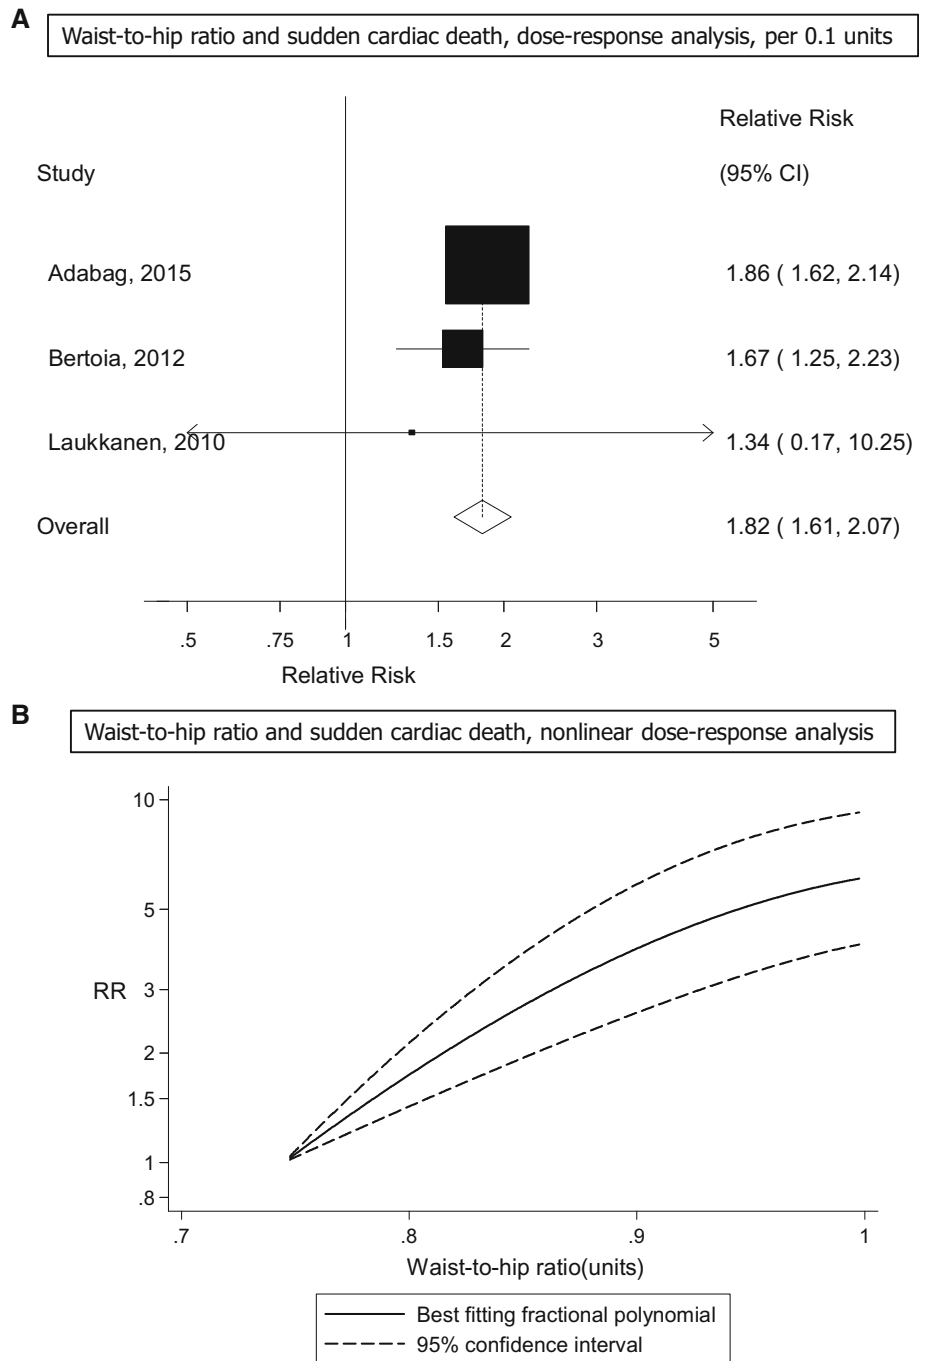 A
Waist-to-hip ratio and sudden cardiac death, dose-response analysis, per 0.1 units
Relative Risk
Study (95% CI)
Adabag, 2015 1.86 ( 1.62, 2.14)
Bertoia, 2012 1.67 ( 1.25, 2.23)
Laukkanen, 2010 1.34 ( 0.17, 10.25)
Overall 1.82 ( 1.61, 2.07)
.5 .75 1 1.5 2 3 5
Relative Risk
B
Waist-to-hip ratio and sudden cardiac death, nonlinear dose-response analysis
10
5
RR 3
2
1.5
1
.8
.7 .8 .9 1
Waist-to-hip ratio(units)
Best fitting fractional polynomial
95% confidence interval